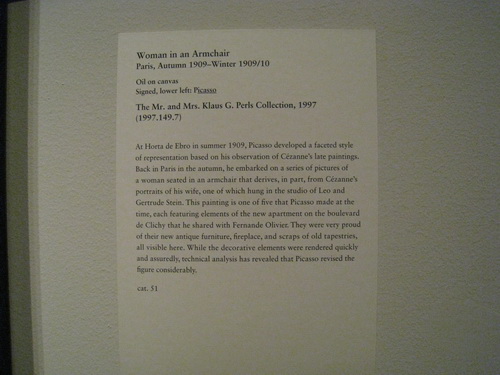 Woman in an Armchair
Paris, Autumn 1909–Winter 1909/10
Oil on canvas
Signed, lower left: Picasso
The Mr. and Mrs. Klaus G. Perls Collection, 1997
(1997.149.7)
At Horta de Ebro in summer 1909, Picasso developed a faceted style
of representation based on his observation of Cézanne's late paintings.
Back in Paris in the autumn, he embarked on a series of pictures
of a woman seated in an armchair that derives, in part, from Cézanne's
portraits of his wife, one of which hung in the studio of Leo and
Gertrude Stein. This painting is one of five that Picasso made at the
time, each featuring elements of the new apartment on the boulevard
de Clichy that he shared with Fernande Olivier. They were very proud
of their new antique furniture, fireplace, and scraps of old tapestries,
all visible here. While the decorative elements were rendered quickly
and assuredly, technical analysis has revealed that Picasso revised the
figure considerably.
cat. 51